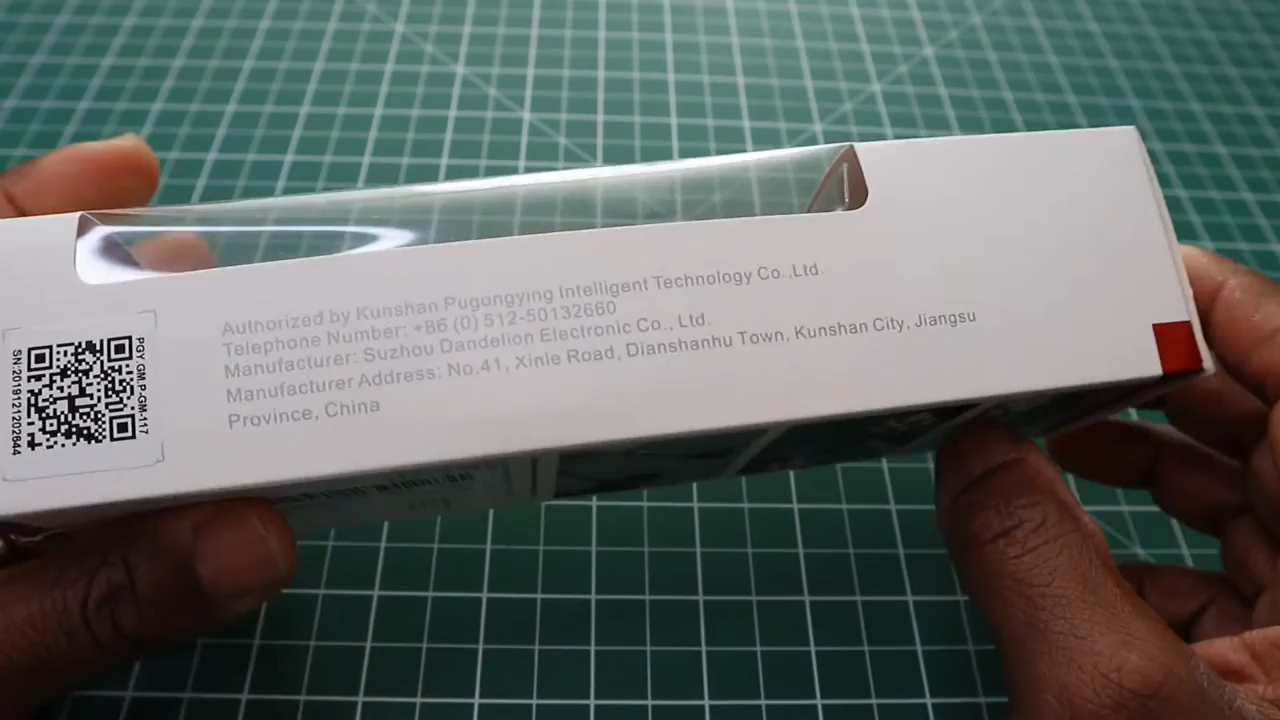 Authorized by Kunshan Pugongying Intelligent Technology Co.,Ltd.
Telephone Number: +86 (0) 512-50132660
Manufacturer: Suzhou Dandelion Electronic Co., Ltd.
Manufacturer Address: No.41, Xinle Road, Dianshanhu Town, Kunshan City, Jiangsu
Province, China
PGY.GM.P-GM-117
SN:2019121202844